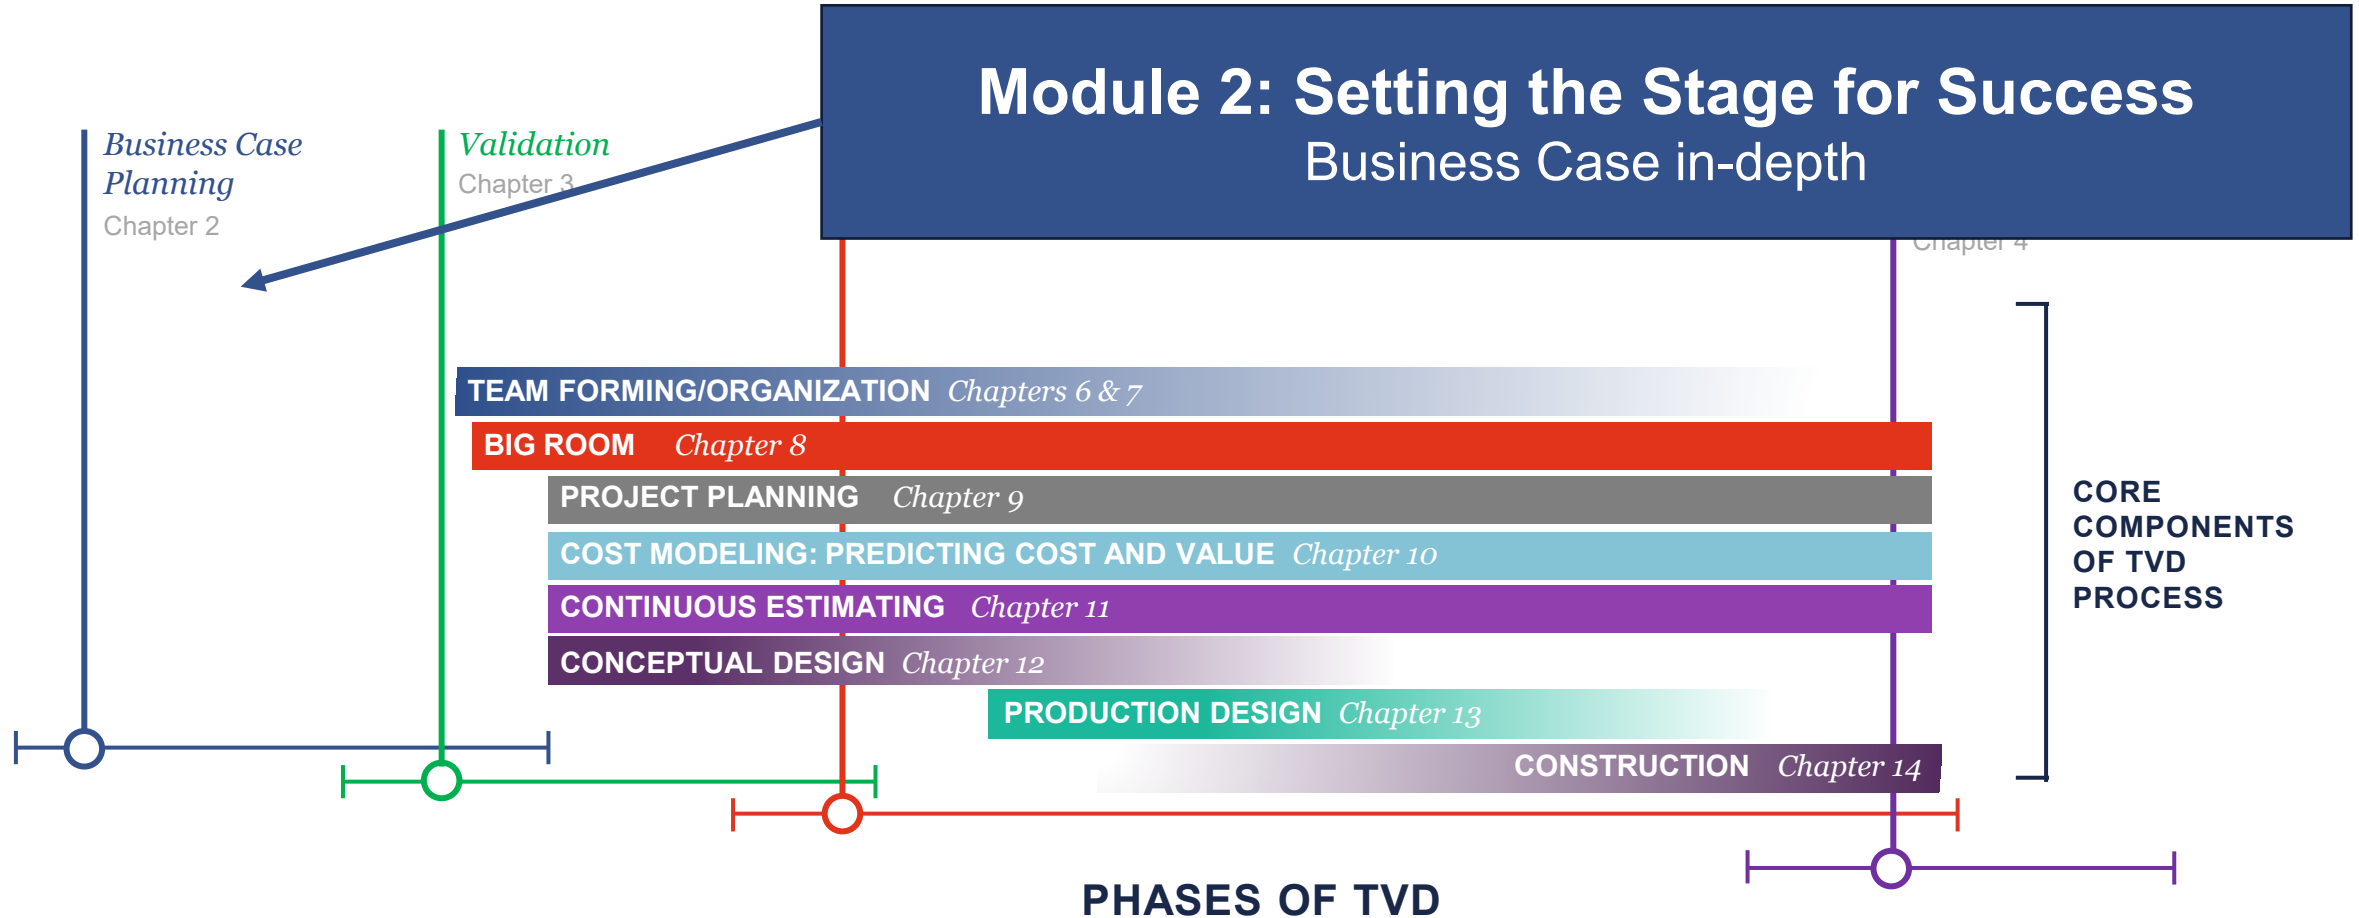 Module 2: Setting the Stage for Success
Business Case in-depth
Business Case
Planning
Chapter 2
Validation
Chapter 3
Chapter 4
TEAM FORMING/ORGANIZATION Chapters 6 & 7
BIG ROOM Chapter 8
PROJECT PLANNING Chapter 9
COST MODELING: PREDICTING COST AND VALUE Chapter 10
CONTINUOUS ESTIMATING Chapter 11
CONCEPTUAL DESIGN Chapter 12
PRODUCTION DESIGN Chapter 13
CONSTRUCTION Chapter 14
CORE
COMPONENTS
OF TVD
PROCESS
PHASES OF TVD